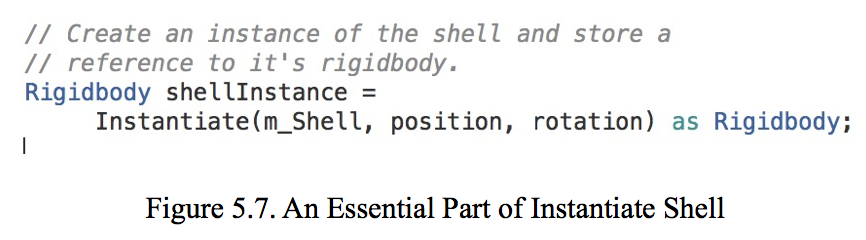 // Create an instance of the shell and store a
// reference to it's rigidbody.
Rigidbody shellInstance =
Instantiate(m_Shell, position, rotation) as Rigidbody;
Figure 5.7. An Essential Part of Instantiate Shell